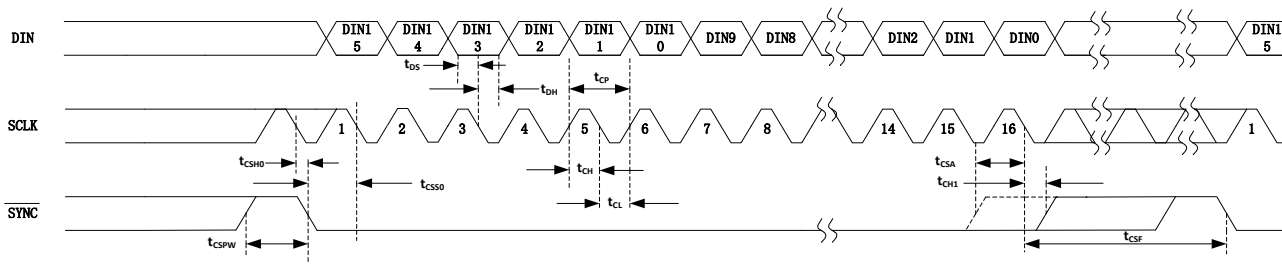 DIN
DIN1
5
DIN1
4
DIN1
3
DIN1
2
DIN1
1
DIN1
0
DIN9
DIN8
DIN2
DIN1
DIN0
DIN1
5
tDS
tDH
tCP
SCLK
1
2
3
4
5
6
7
8
14
15
16
1
tCSH0
tCSS0
tCH
tCL
tCSA
tCH1
SYNC
tCSPW
tCSF